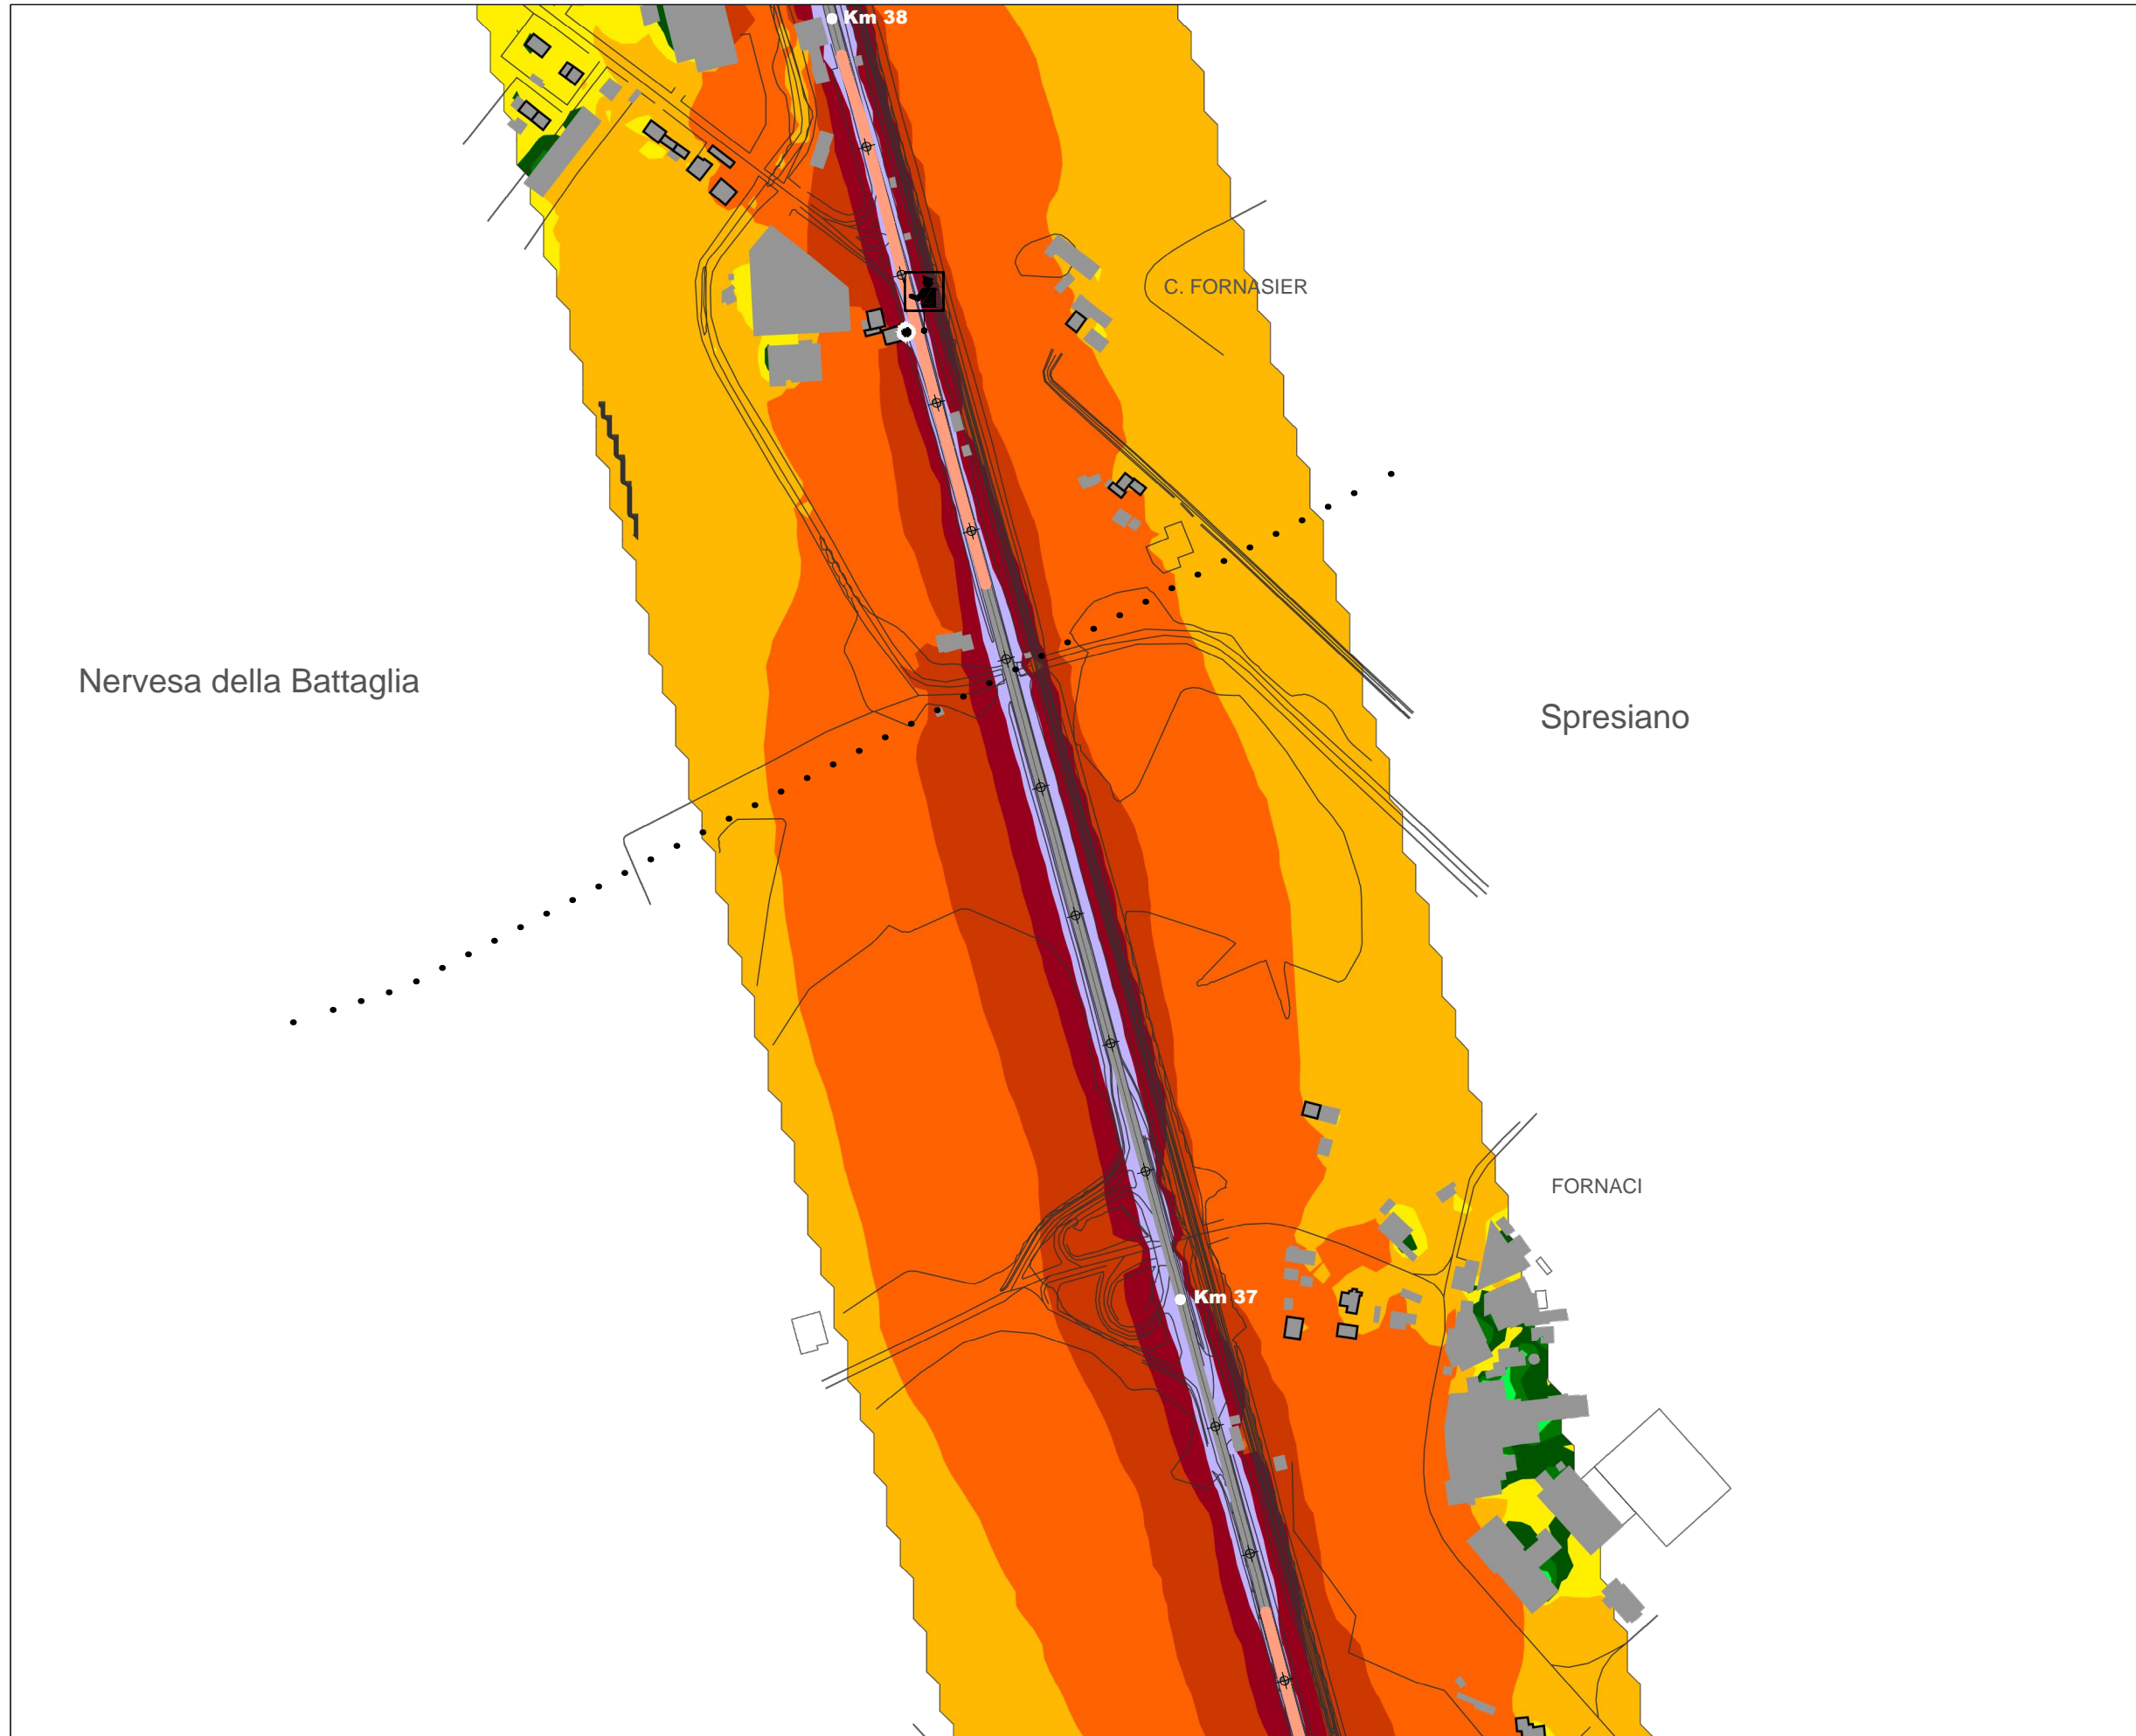 Km 38
C. FORNASIER
Nervesa della Battaglia
Spresiano
FORNACI
Km 37